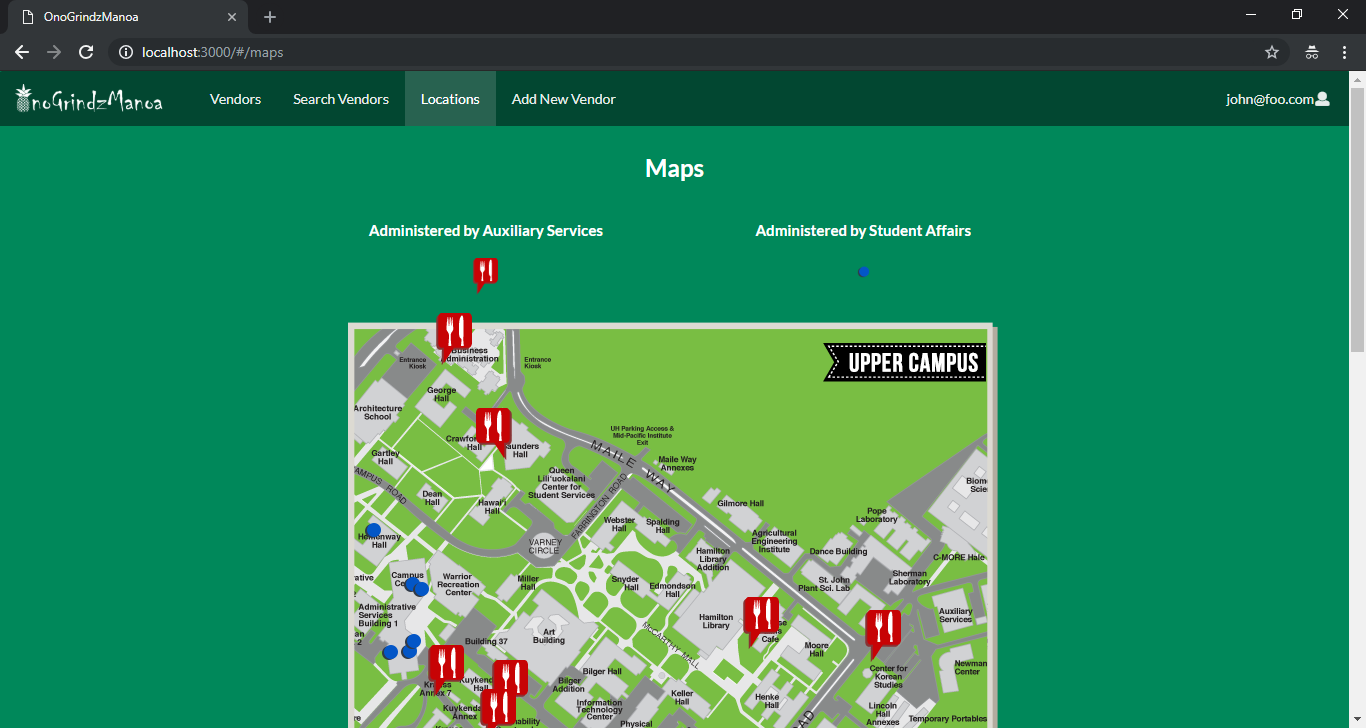 OnoGrindzManoa
localhost:3000/#/maps
OnoGrindzManoa
Vendors
Search Vendors
Locations
Add New Vendor
john@foo.com
Maps
Administered by Auxiliary Services
Administered by Student Affairs
UPPER CAMPUS
Business
Administration
Entrance
Kiosk
Entrance
Kiosk
George
Hall
Architecture
School
UH Parking Access &
Mid-Pacific Institute
Exit
MAILE WAY
Maile Way
Annexes
Saunders
Hall
Hall
Gartley
Hall
CAMPUS ROAD
Queen
Lili'uokalani
Center for
Student Services
FARRINGTON ROAD
Dean
Hall
Hawai'i
Hall
Gilmore Hall
Pope
Laboratory
Webster
Hall
Spalding
Hall
Agricultural
Engineering
Institute
Hall
VARNEY
CIRCLE
Hamilton
Library
Addition
Dance Building
C-MORE Hale
Campus
Warrior
Recreation
Center
Miller
Hall
Snyder
Hall
Edmondson
Hall
St. John
Plant Sci. Lab
Sherman
Laboratory
Administrative
Services
Building 1
Hamilton
Library
Cafe
Auxiliary
Services
Building 37
Art
Building
McCARTHY MALL
Moore
Hall
Center for
Korean
Studies
Newman
Center
Bilger Hall
Bilger
Addition
Annex 7
Hall
Keller
Hall
Henke
Hall
Information
Technology
Center
Annex
Physical
Lincoln
Hall
Annexes
Temporary Portables